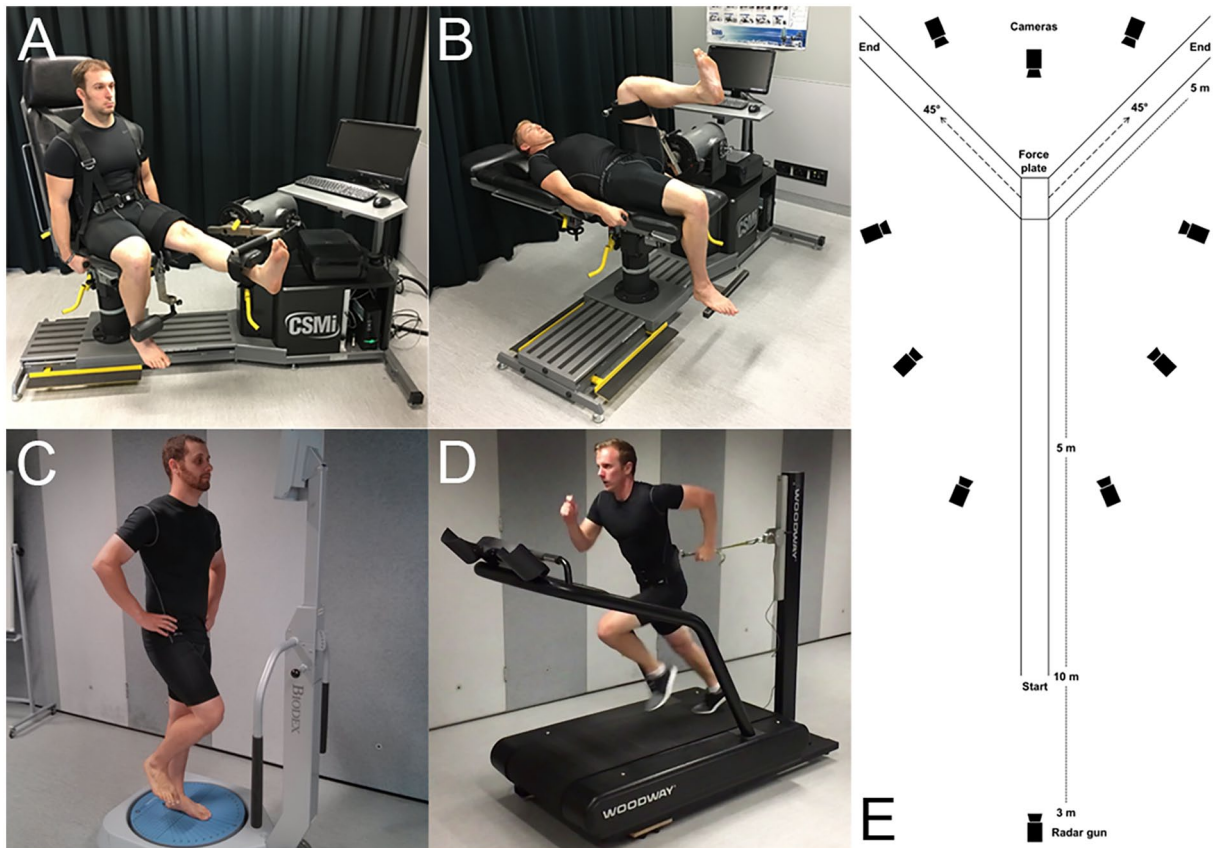 A
B
CSMi
CSMi
CSMi
C
BIODEX
D
WOODWAY
WOODWAY
Cameras
End
End
5 m
45°
45°
Force
plate
5 m
10 m
Start
3 m
Radar gun
E